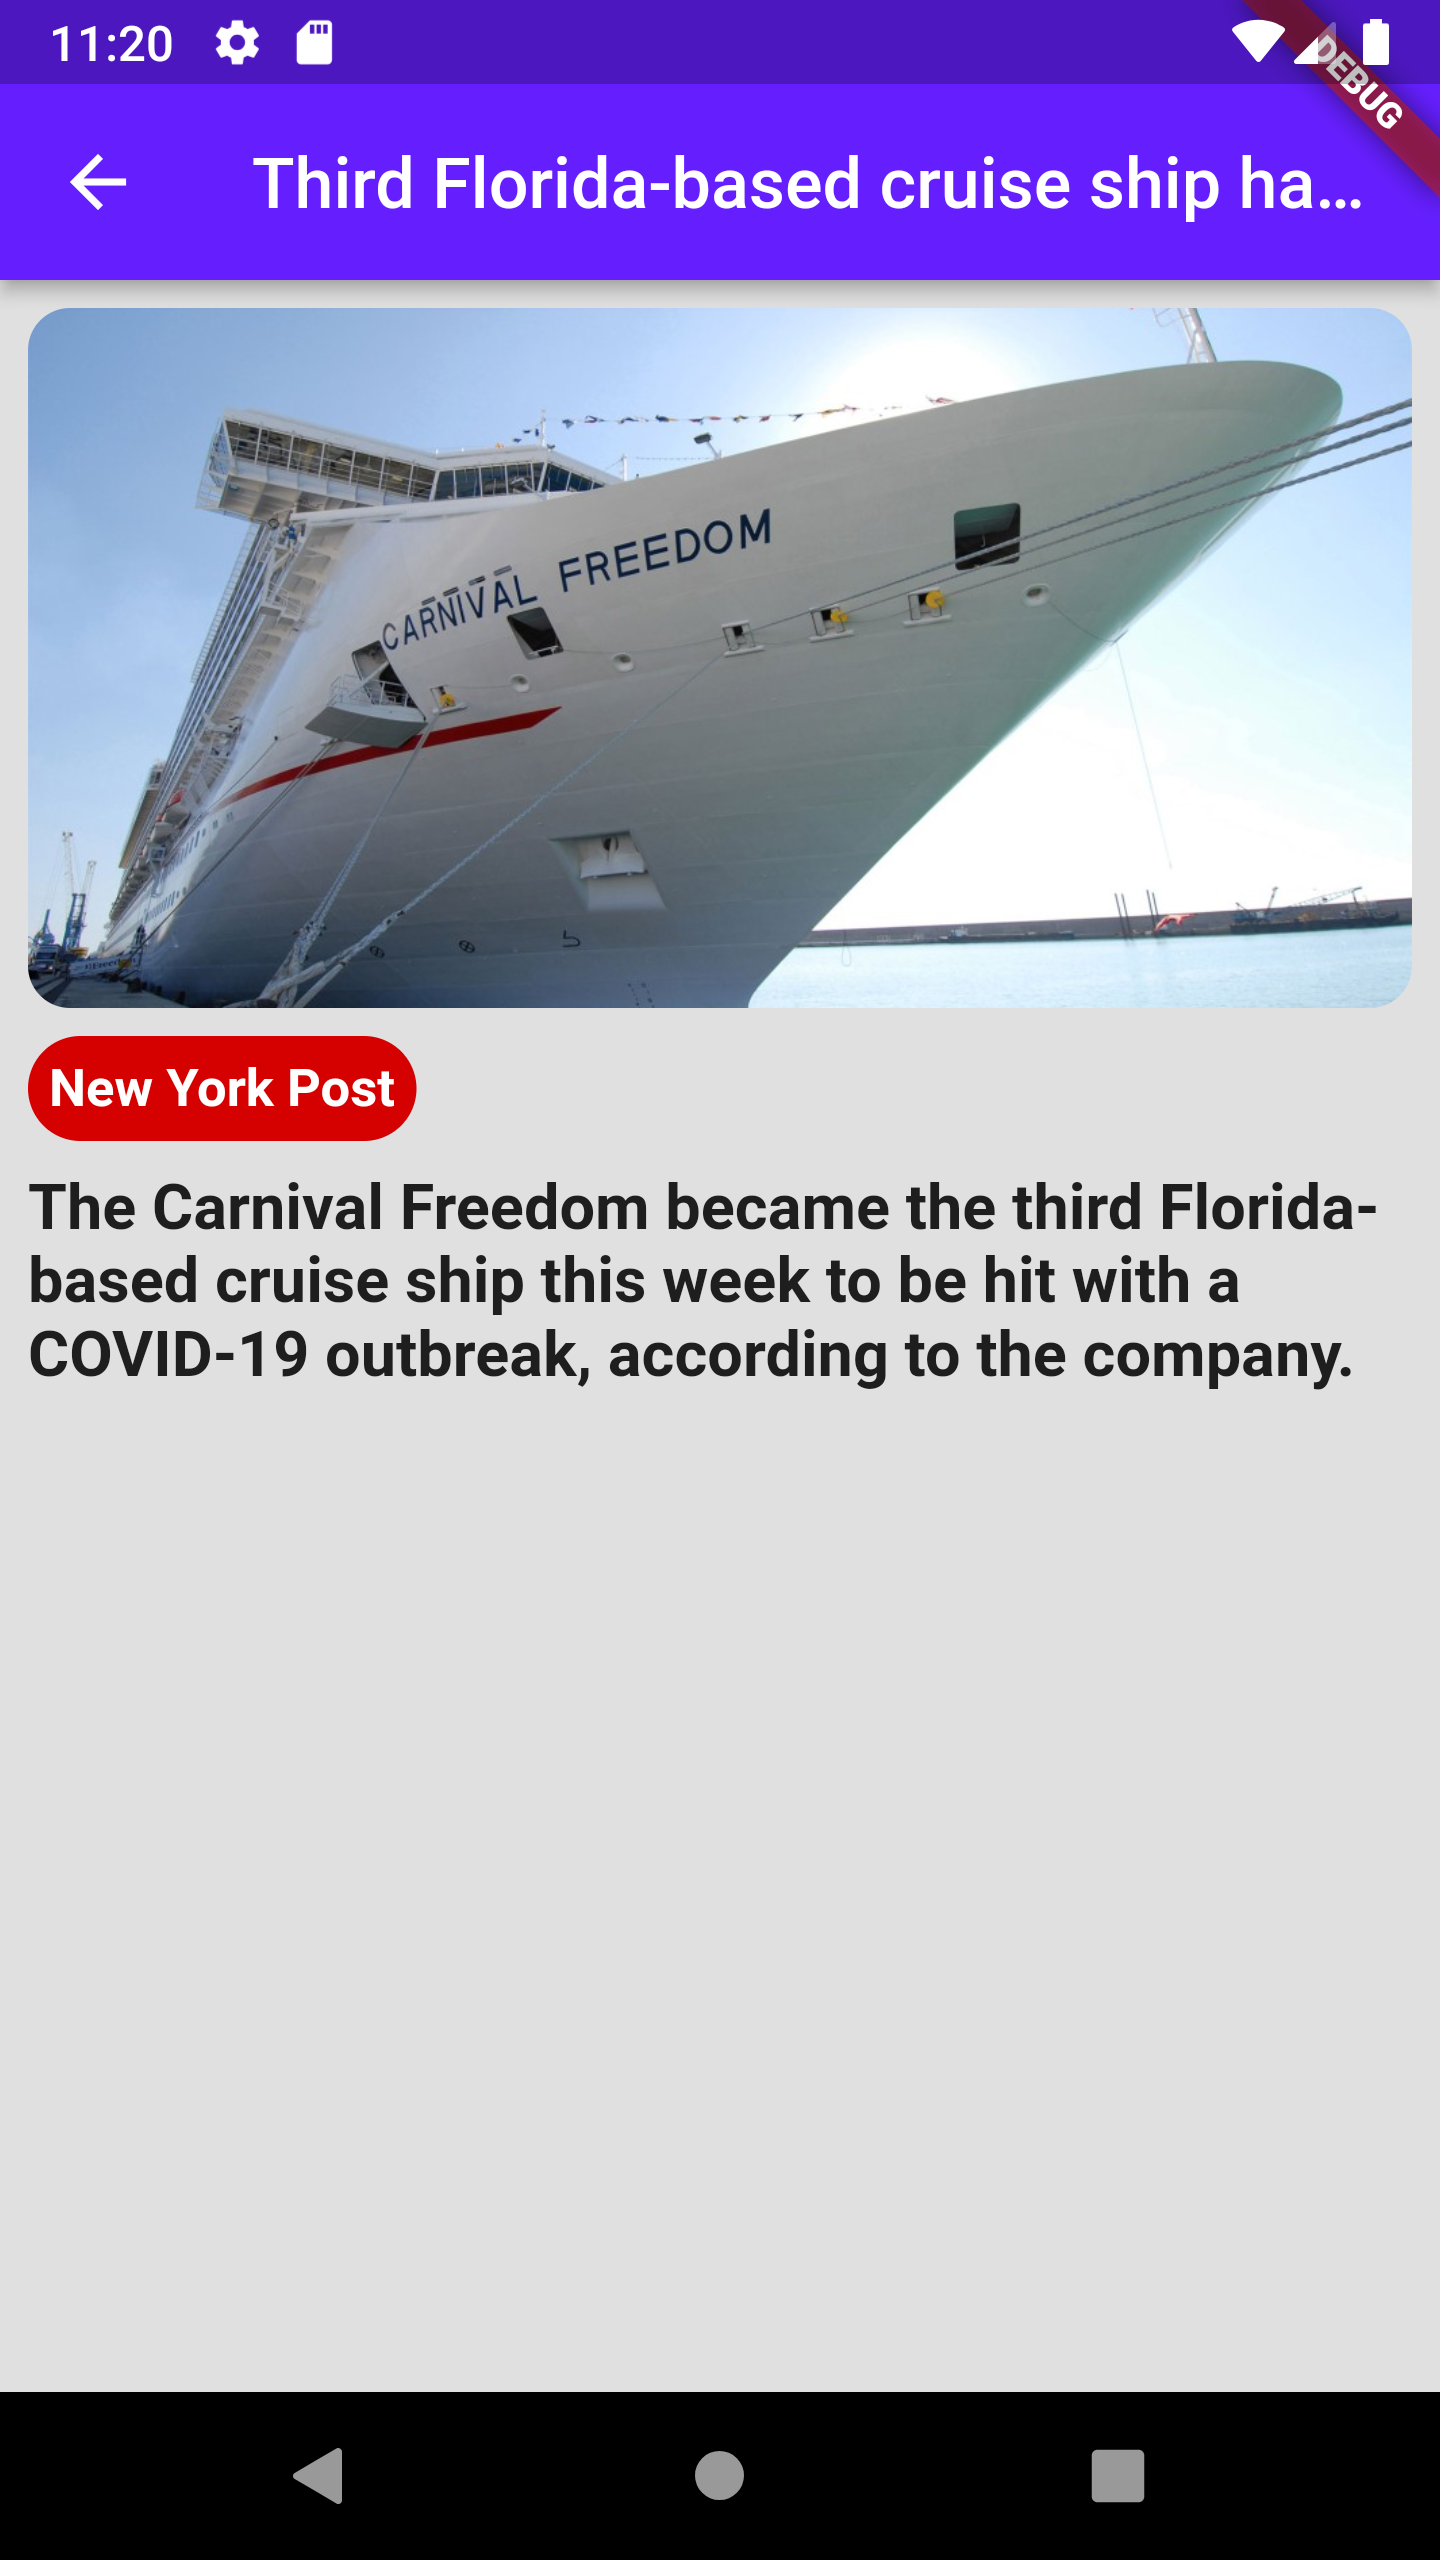 11:20
DEBUG
Third Florida-based cruise ship ha...
CARNIVAL FREEDOM
New York Post
The Carnival Freedom became the third Florida-
based cruise ship this week to be hit with a
COVID-19 outbreak, according to the company.